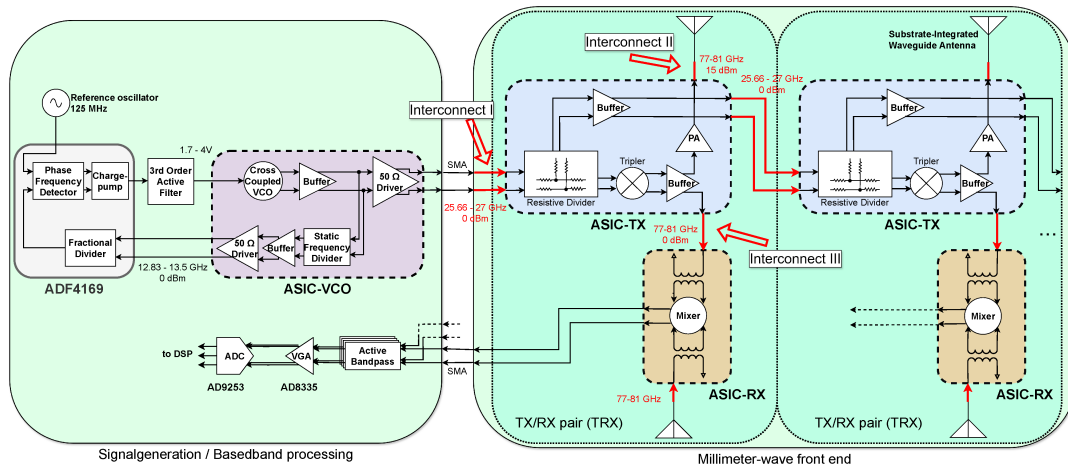 Reference oscillator
125 MHz
1.7 - 4V
Phase
Frequency
Detector
Charge-
pump
3rd Order
Active
Filter
Cross
Coupled
VCO
Buffer
50 Ω
Driver
Fractional
Divider
50 Ω
Driver
Buffer
Static
Frequency
Divider
12.83 - 13.5 GHz
0 dBm
ADF4169
ASIC-VCO
SMA
25.66 - 27 GHz
0 dBm
to DSP
ADC
VGA
Active
Bandpass
AD9253
AD8335
SMA
Signalgeneration / Basedband processing
Interconnect I
Interconnect II
77-81 GHz
15 dBm
25.66 - 27 GHz
0 dBm
Buffer
PA
Tripler
Buffer
Resistive Divider
ASIC-TX
77-81 GHz
0 dBm
Interconnect III
Mixer
ASIC-RX
77-81 GHz
TX/RX pair (TRX)
Substrate-Integrated
Waveguide Antenna
Buffer
PA
Tripler
Buffer
Resistive Divider
ASIC-TX
...
Mixer
ASIC-RX
TX/RX pair (TRX)
Millimeter-wave front end